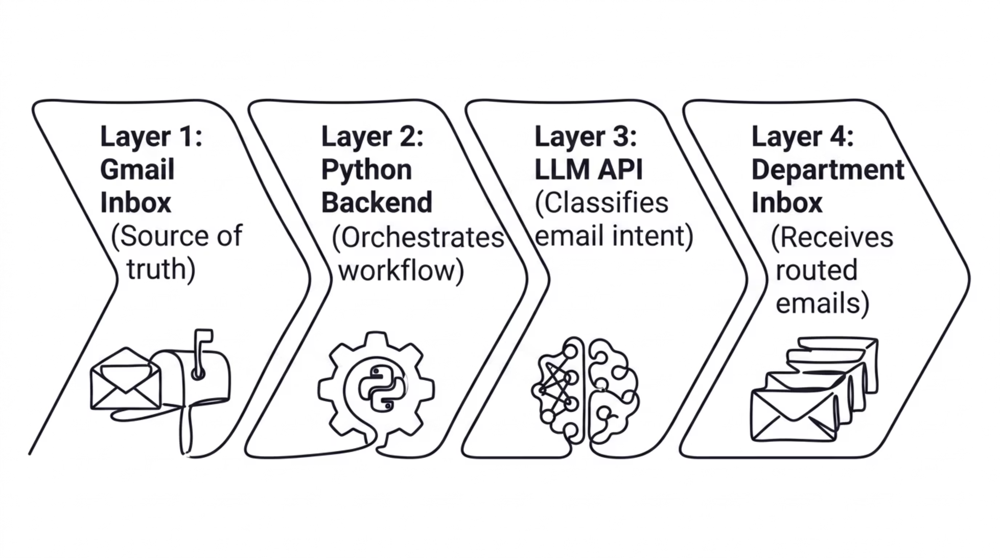 Layer 1:
Gmail
Inbox
(Source of
truth)
Layer 2:
Python
Backend
(Orchestrates
workflow)
Layer 3:
LLM API
(Classifies
email intent)
Layer 4:
Department
Inbox
(Receives
routed
emails)